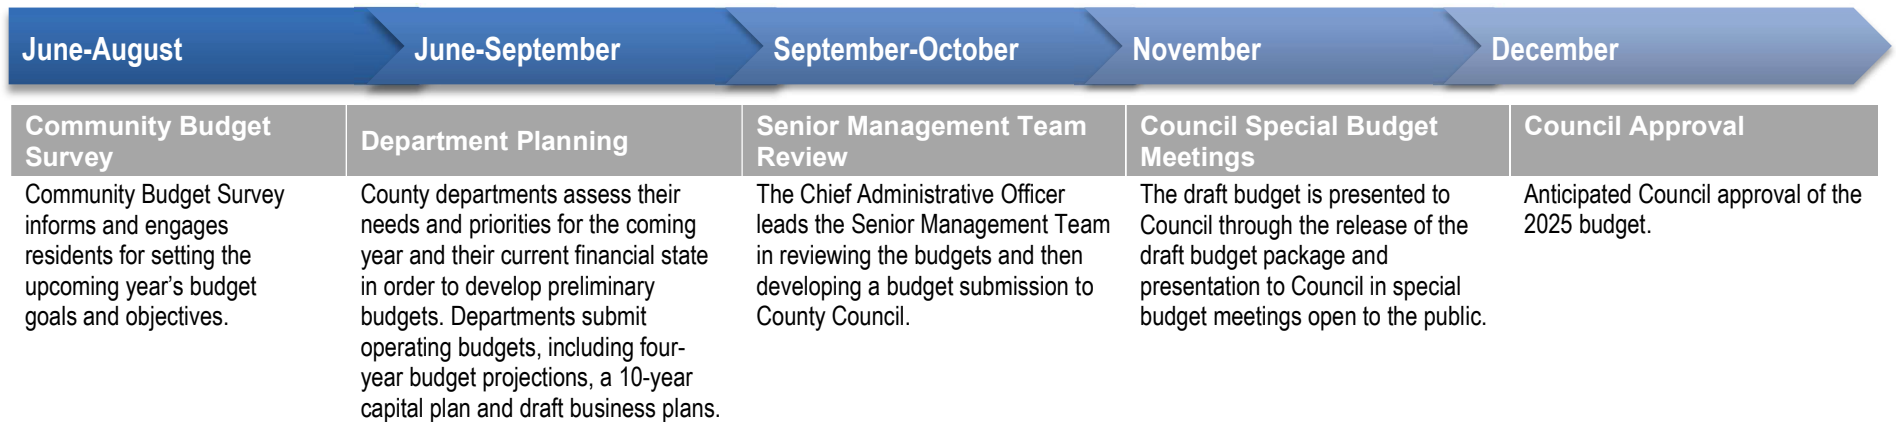 June-August
June-September
September-October
November
December
Community Budget
Survey
Department Planning
Senior Management Team
Review
Council Special Budget
Meetings
Council Approval
Community Budget Survey
informs and engages
residents for setting the
upcoming year’s budget
goals and objectives.
County departments assess their
needs and priorities for the coming
year and their current financial state
in order to develop preliminary
budgets. Departments submit
operating budgets, including four-
year budget projections, a 10-year
capital plan and draft business plans.
The Chief Administrative Officer
leads the Senior Management Team
in reviewing the budgets and then
developing a budget submission to
County Council.
The draft budget is presented to
Council through the release of the
draft budget package and
presentation to Council in special
budget meetings open to the public.
Anticipated Council approval of the
2025 budget.